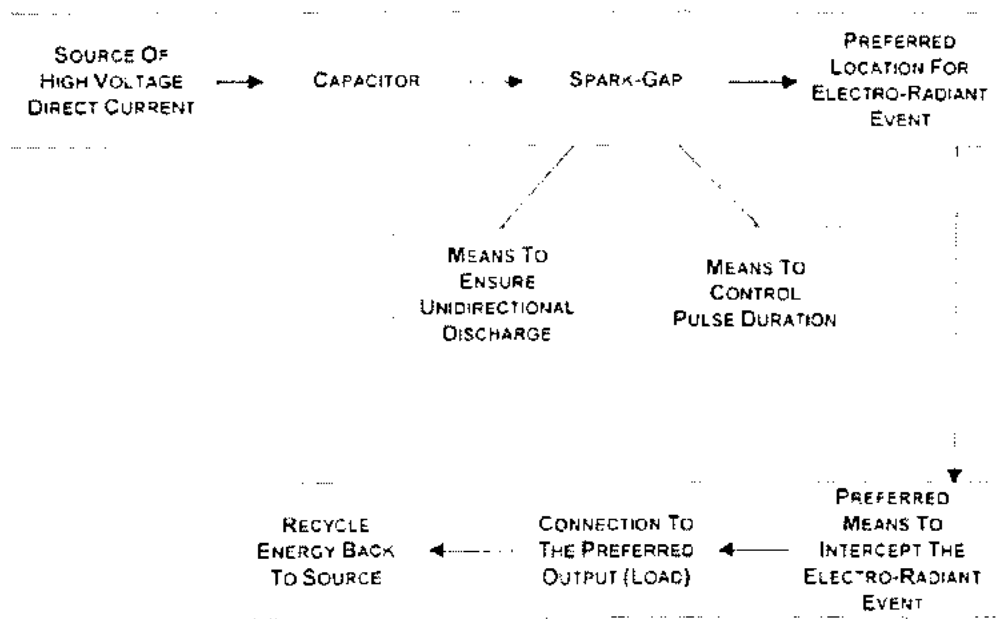 SOURCE OF
HIGH VOLTAGE
DIRECT CURRENT
CAPACITOR
SPARK-GAP
PREFERRED
LOCATION FOR
ELECTRO-RADIANT
EVENT
MEANS TO
ENSURE
UNIDIRECTIONAL
DISCHARGE
MEANS TO
CONTROL
PULSE DURATION
PREFERRED
MEANS TO
INTERCEPT THE
ELECTRO-RADIANT
EVENT
CONNECTION TO
THE PREFERRED
OUTPUT (LOAD)
RECYCLE
ENERGY BACK
TO SOURCE